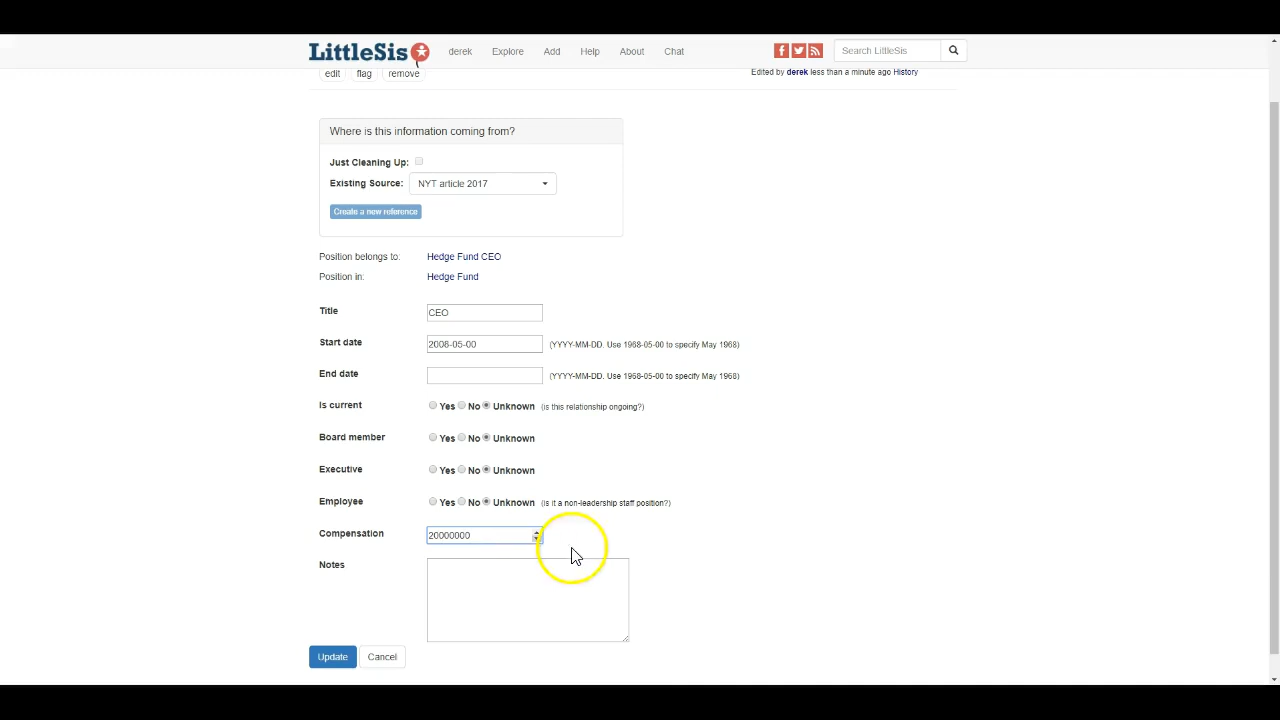 LittleSis derek Explore Add Help About Chat Search LittleSis
edit flag remove Edited by derek less than a minute ago History
Where is this information coming from?
Just Cleaning Up:
Existing Source: NYT article 2017
Create a new reference
Position belongs to: Hedge Fund CEO
Position in: Hedge Fund
Title CEO
Start date 2008-05-00 (YYYY-MM-DD. Use 1968-05-00 to specify May 1968)
End date (YYYY-MM-DD. Use 1968-05-00 to specify May 1968)
Is current Yes No Unknown (is this relationship ongoing?)
Board member Yes No Unknown
Executive Yes No Unknown
Employee Yes No Unknown (is it a non-leadership staff position?)
Compensation 20000000
Notes
Update Cancel